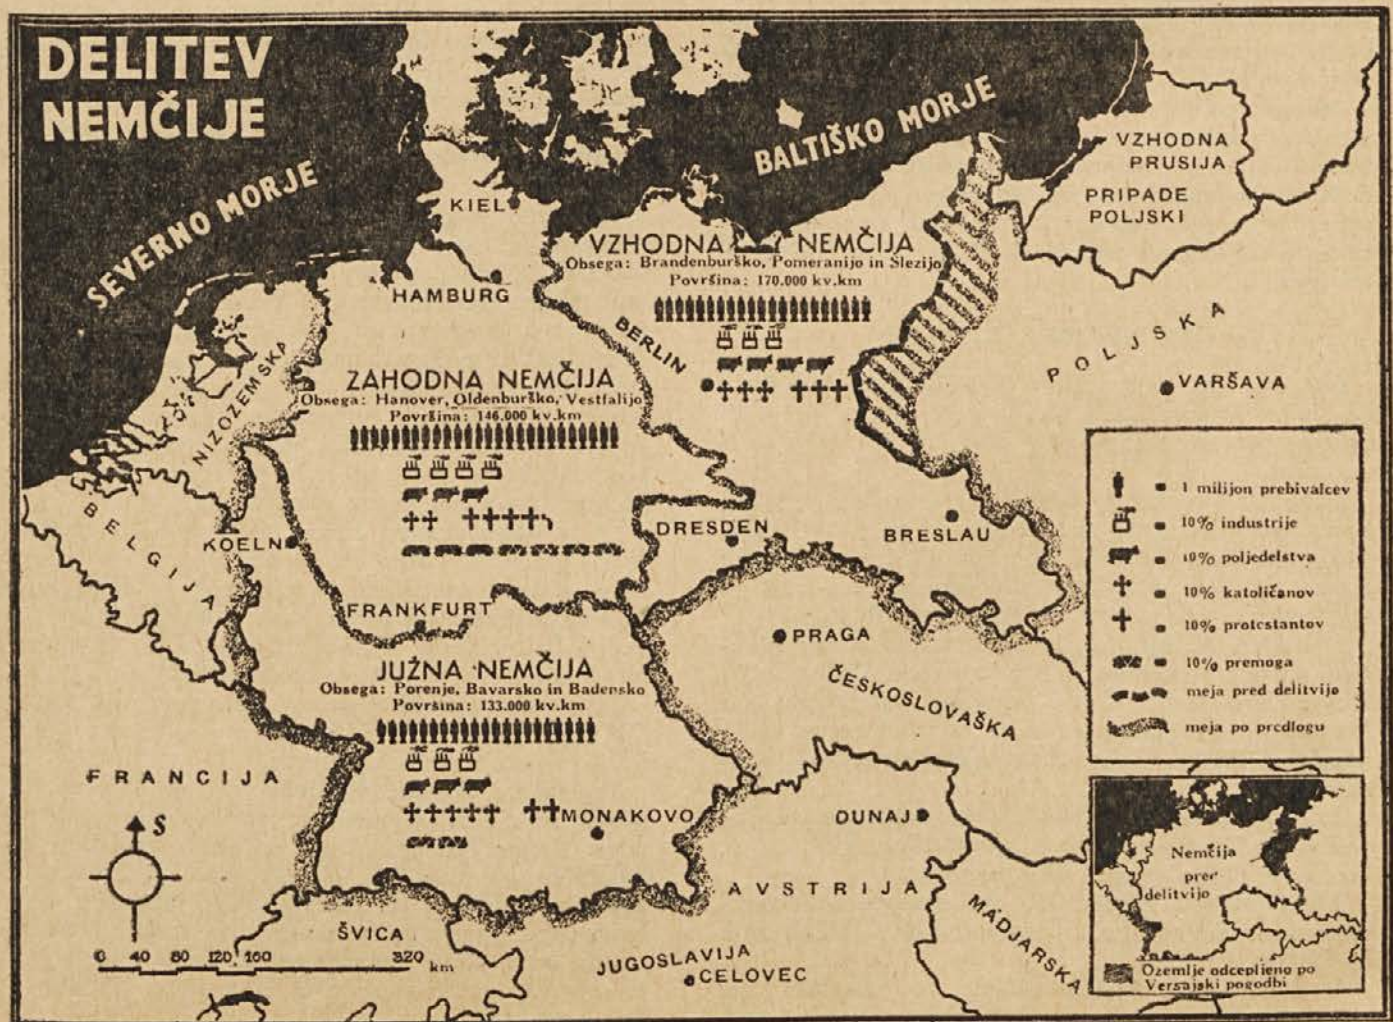 DELITEV
NEMČIJE
SEVERNO MORJE
BALTIŠKO MORJE
VZHODNA
PRUSIJA
PRIPADE
POLJSKI
KIEL
HAMBURG
VZHODNA NEMČIJA
Obsega: Brandenburško, Pomeranijo in Slezijo
Površina: 170.000 kv.km
BERLIN
POLJSKA
VARŠAVA
NIZOZEMSKA
ZAHODNA NEMČIJA
Obsega: Hanover, Oldenburško, Vestfalijo
Površina: 146.000 kv.km
BELGIJA
KOELN
DRESDEN
BRESLAU
FRANKFURT
PRAGA
ČESKOSLOVAŠKA
JUŽNA NEMČIJA
Obsega: Porenje, Bavarsko in Badensko
Površina: 133.000 kv.km
FRANCIJA
MONAKOVO
DUNAJ
AVSTRIJA
MADJARSKA
ŠVICA
JUGOSLAVIJA
CELOVEC
S
0 40 80 120 160 320 km
1 milijon prebivalcev
10% industrije
10% poljedelstva
10% katoličanov
10% protestantov
10% premoga
meja pred delitvijo
meja po predlogu
Nemčija
pred
delitvijo
Ozemlje odcepljeno po
Versajski pogodbi